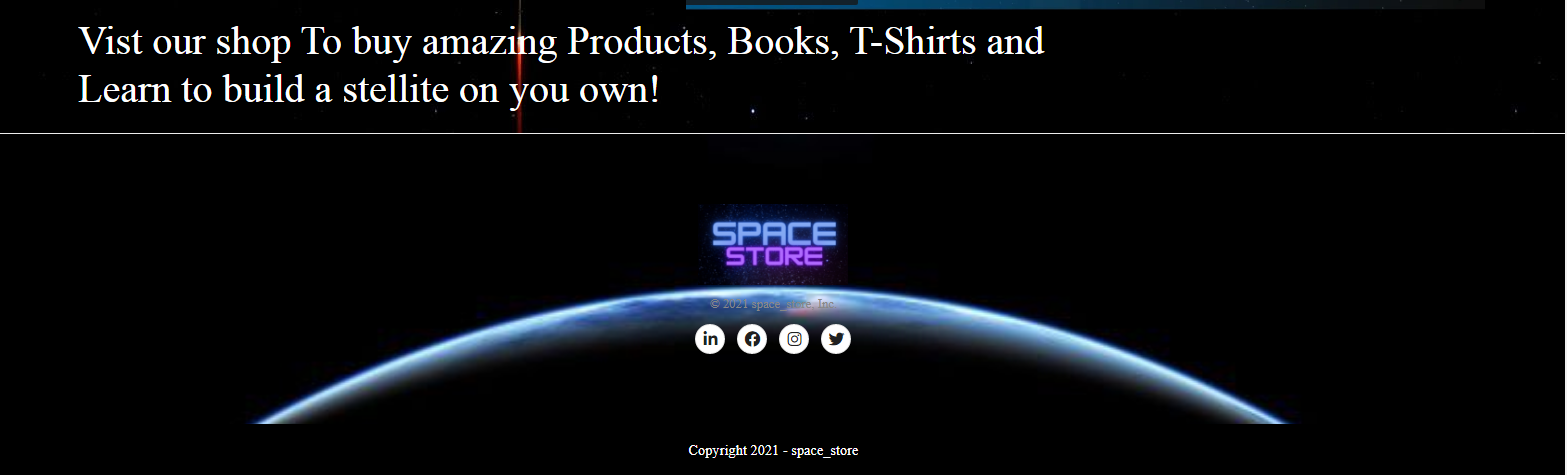 Vist our shop To buy amazing Products, Books, T-Shirts and
Learn to build a stellite on you own!
SPACE
STORE
© 2021 space_store, Inc
in
Copyright 2021 - space_store